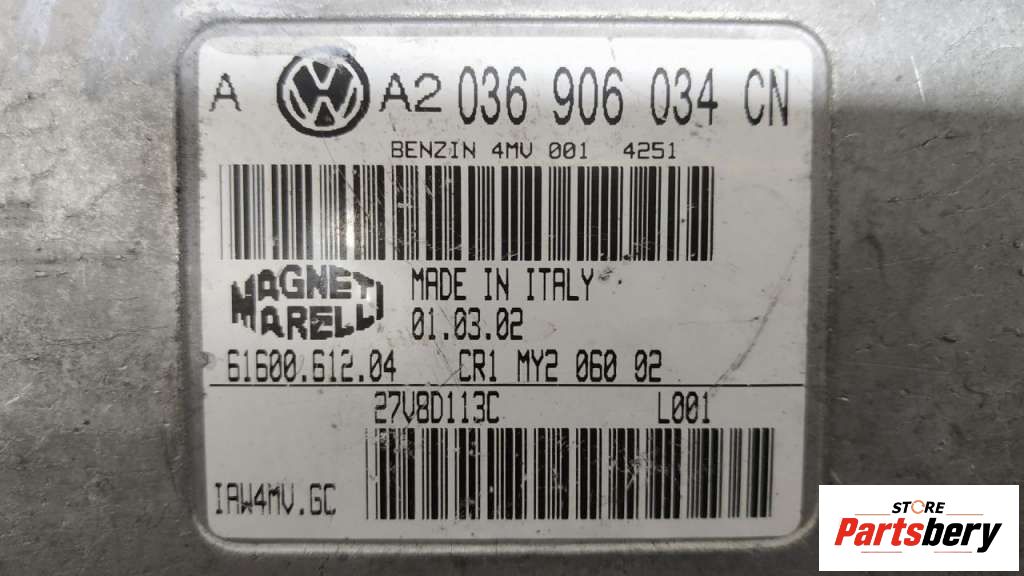 A VW A2 036 906 034 CN
BENZIN 4MV 001 4251
MAGNETI
MARELLI
MADE IN ITALY
01.03.02
61600.612.04 CR1 MY2 060 02
27V8D113C L001
IAW4MV.GC
STORE
Partsbery